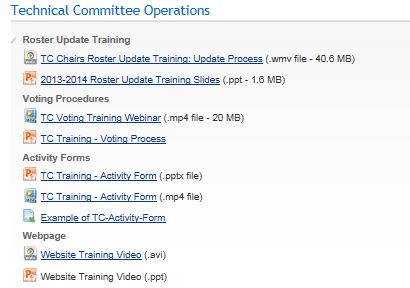 Technical Committee Operations
Roster Update Training
TC Chairs Roster Update Training: Update Process (.wmv file - 40.6 MB)
2013-2014 Roster Update Training Slides (.ppt - 1.6 MB)
Voting Procedures
TC Voting Training Webinar (.mp4 file - 20 MB)
TC Training - Voting Process
Activity Forms
TC Training - Activity Form (.pptx file)
TC Training - Activity Form (.mp4 file)
Example of TC-Activity-Form
Webpage
Website Training Video (.avi)
Website Training Video (.ppt)